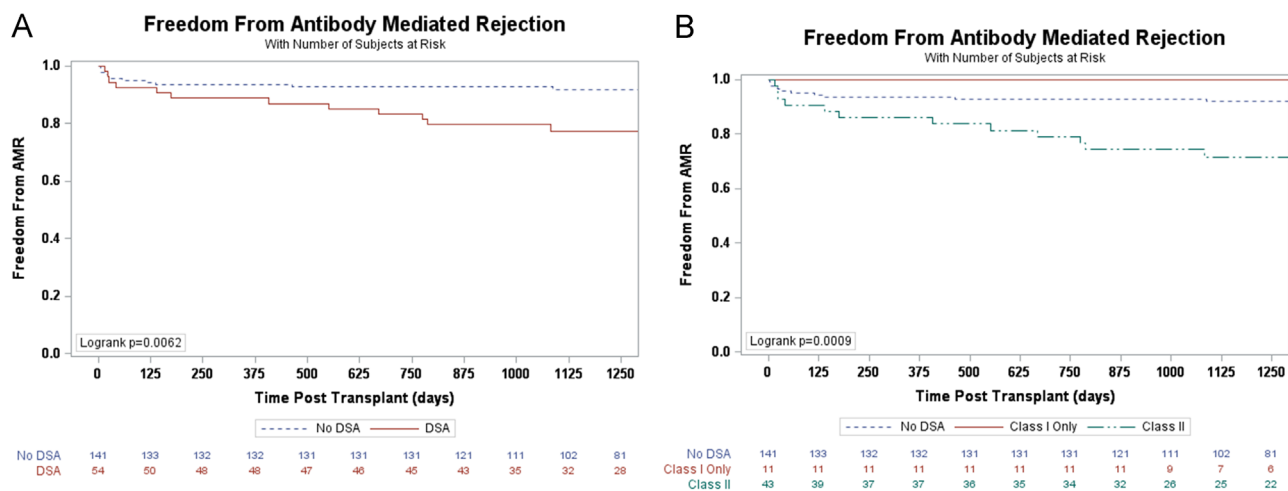 A
Freedom From Antibody Mediated Rejection
With Number of Subjects at Risk
Freedom From AMR
1.0
0.8
0.6
0.4
0.2
0.0
Logrank p=0.0062
0 125 250 375 500 625 750 875 1000 1125 1250
Time Post Transplant (days)
No DSA DSA
No DSA 141 133 132 132 131 131 131 121 111 102 81
DSA 54 50 48 48 47 46 45 43 35 32 28
B
Freedom From Antibody Mediated Rejection
With Number of Subjects at Risk
Freedom From AMR
1.0
0.8
0.6
0.4
0.2
0.0
Logrank p=0.0009
0 125 250 375 500 625 750 875 1000 1125 1250
Time Post Transplant (days)
No DSA Class I Only Class II
No DSA 141 133 132 132 131 131 131 121 111 102 81
Class I Only 11 11 11 11 11 11 11 11 9 7 6
Class II 43 39 37 37 36 35 34 32 26 25 22